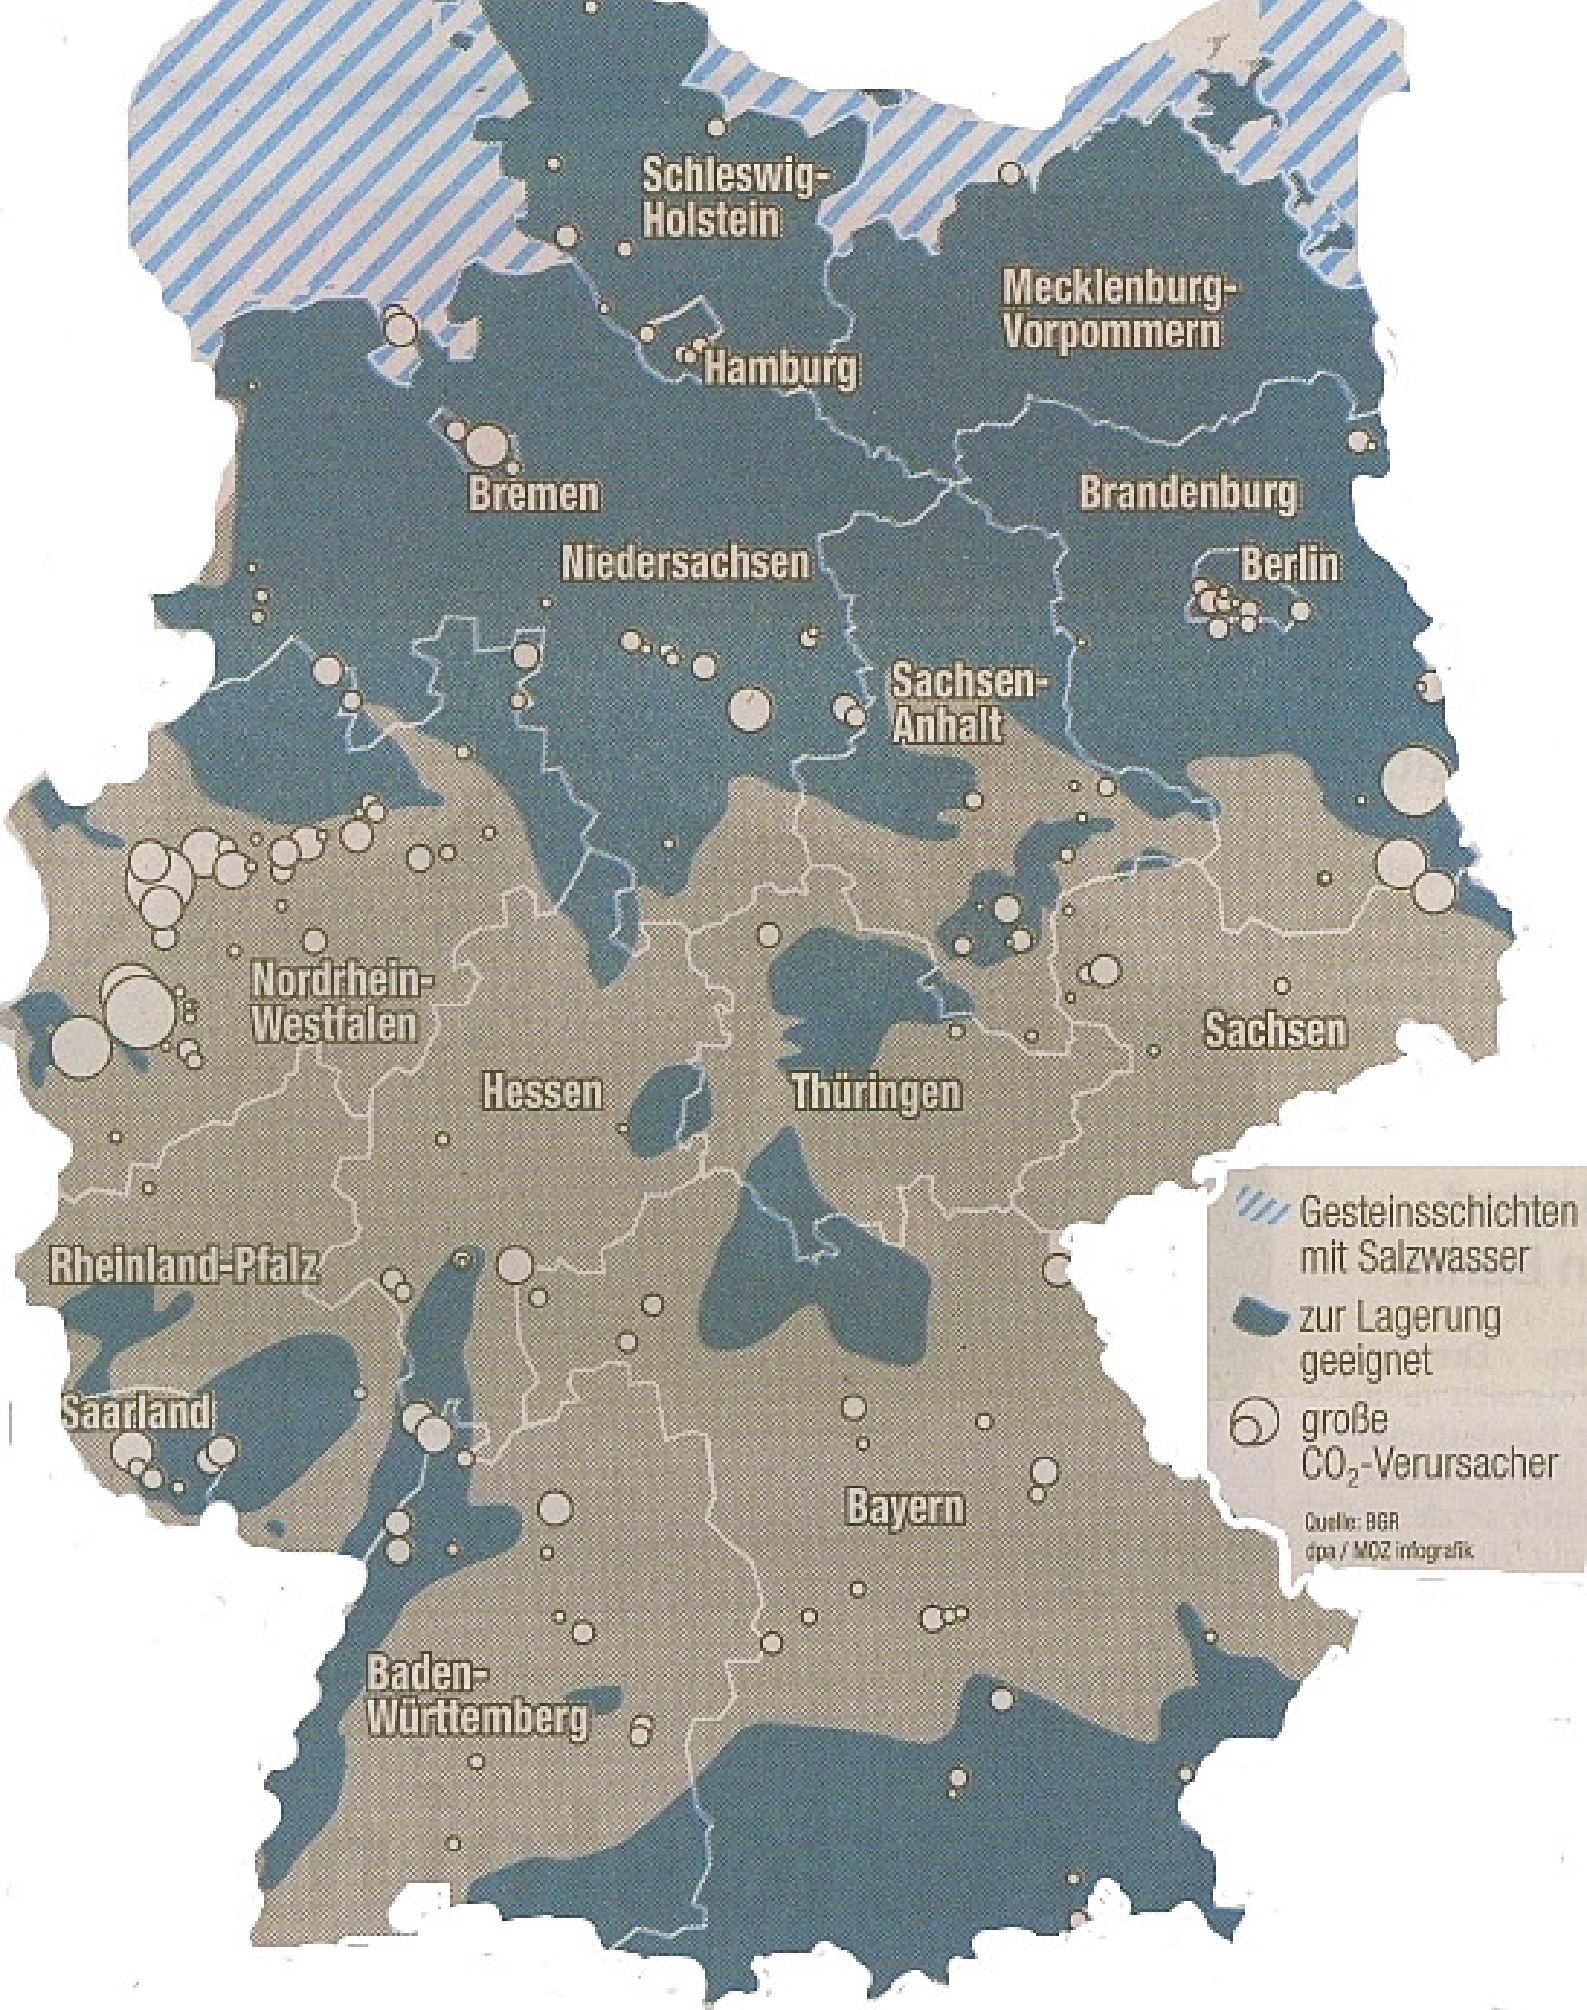 Schleswig-
Holstein
Mecklenburg-
Vorpommern
Hamburg
Bremen
Brandenburg
Niedersachsen
Berlin
Sachsen-
Anhalt
Nordrhein-
Westfalen
Sachsen
Hessen
Thüringen
Rheinland-Pfalz
Saarland
Bayern
Baden-
Württemberg
Gesteinsschichten
mit Salzwasser
zur Lagerung
geeignet
große
CO₂-Verursacher
Quelle: BGR
dpa / MOZ infografik